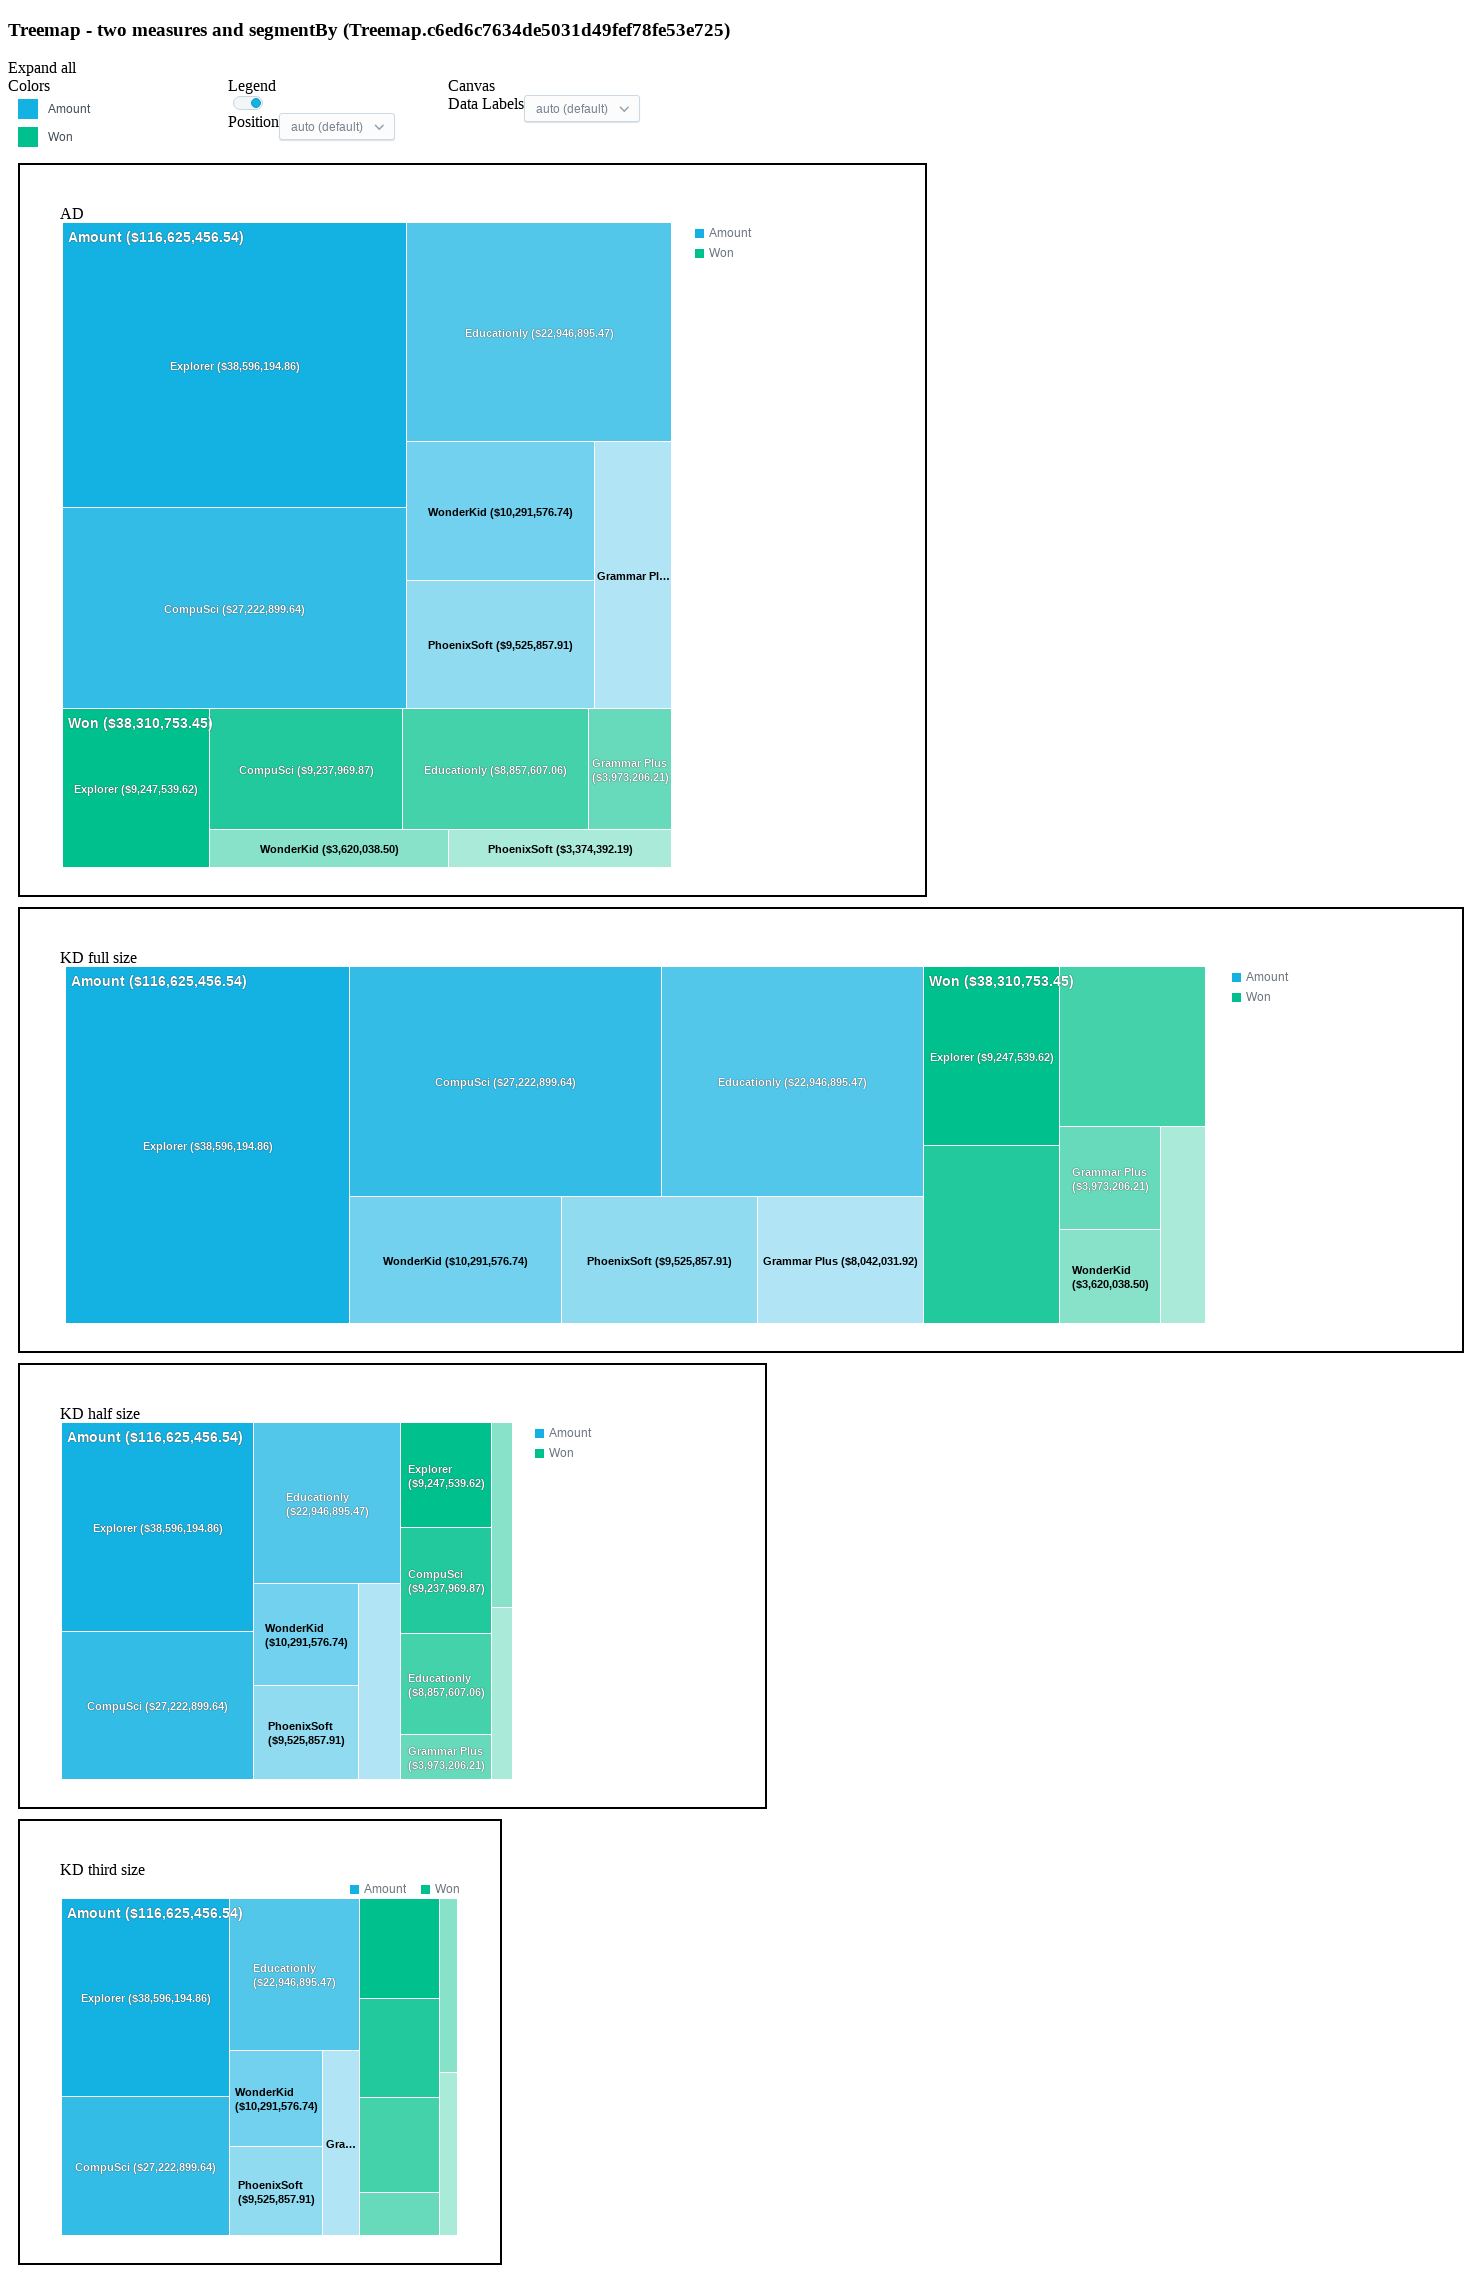 Treemap - two measures and segmentBy (Treemap.c6ed6c7634de5031d49fef78fe53e725)
Expand all
Colors
Amount
Won
Legend
Position auto (default)
Canvas
Data Labels auto (default)
AD
Amount ($116,625,456.54)
Explorer ($38,596,194.86)
Educationly ($22,946,895.47)
WonderKid ($10,291,576.74)
Grammar Pl…
CompuSci ($27,222,899.64)
PhoenixSoft ($9,525,857.91)
Won ($38,310,753.45)
Explorer ($9,247,539.62)
CompuSci ($9,237,969.87)
Educationly ($8,857,607.06)
Grammar Plus
($3,973,206.21)
WonderKid ($3,620,038.50)
PhoenixSoft ($3,374,392.19)
Amount
Won
KD full size
Amount ($116,625,456.54)
Explorer ($38,596,194.86)
CompuSci ($27,222,899.64)
Educationly ($22,946,895.47)
WonderKid ($10,291,576.74)
PhoenixSoft ($9,525,857.91)
Grammar Plus ($8,042,031.92)
Won ($38,310,753.45)
Explorer ($9,247,539.62)
Grammar Plus
($3,973,206.21)
WonderKid
($3,620,038.50)
Amount
Won
KD half size
Amount ($116,625,456.54)
Explorer ($38,596,194.86)
CompuSci ($27,222,899.64)
Educationly
($22,946,895.47)
WonderKid
($10,291,576.74)
PhoenixSoft
($9,525,857.91)
Explorer
($9,247,539.62)
CompuSci
($9,237,969.87)
Educationly
($8,857,607.06)
Grammar Plus
($3,973,206.21)
Amount
Won
KD third size
Amount
Won
Amount ($116,625,456.54)
Explorer ($38,596,194.86)
CompuSci ($27,222,899.64)
Educationly
($22,946,895.47)
WonderKid
($10,291,576.74)
PhoenixSoft
($9,525,857.91)
Gra…